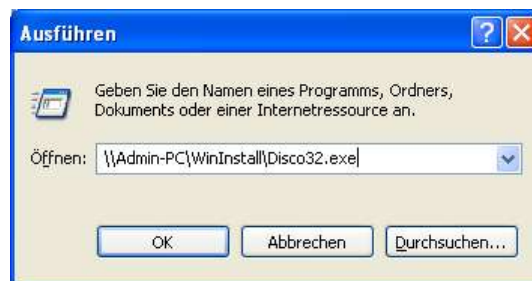 Ausführen
Geben Sie den Namen eines Programms, Ordners,
Dokuments oder einer Internetressource an.
Öffnen: \\Admin-PC\WinInstall\Disco32.exe
OK Abbrechen Durchsuchen...